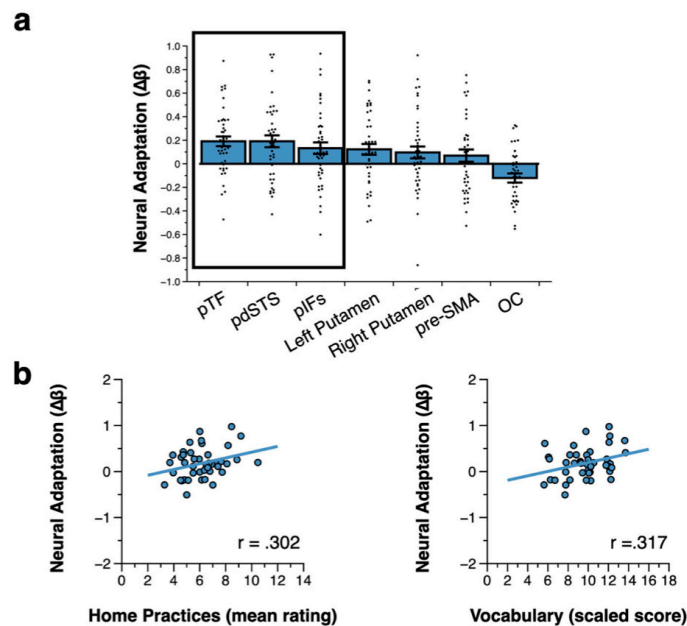 a
Neural Adaptation (Δβ)
1.0
0.8
0.6
0.4
0.2
0
−0.2
−0.4
−0.6
−0.8
−1.0
pTF
pdSTS
pIFs
Left Putamen
Right Putamen
pre-SMA
OC
b
Neural Adaptation (Δβ)
2
1
0
−1
−2
r = .302
0 2 4 6 8 10 12 14
Home Practices (mean rating)
Neural Adaptation (Δβ)
2
1
0
−1
−2
r =.317
0 2 4 6 8 10 12 14 16 18
Vocabulary (scaled score)